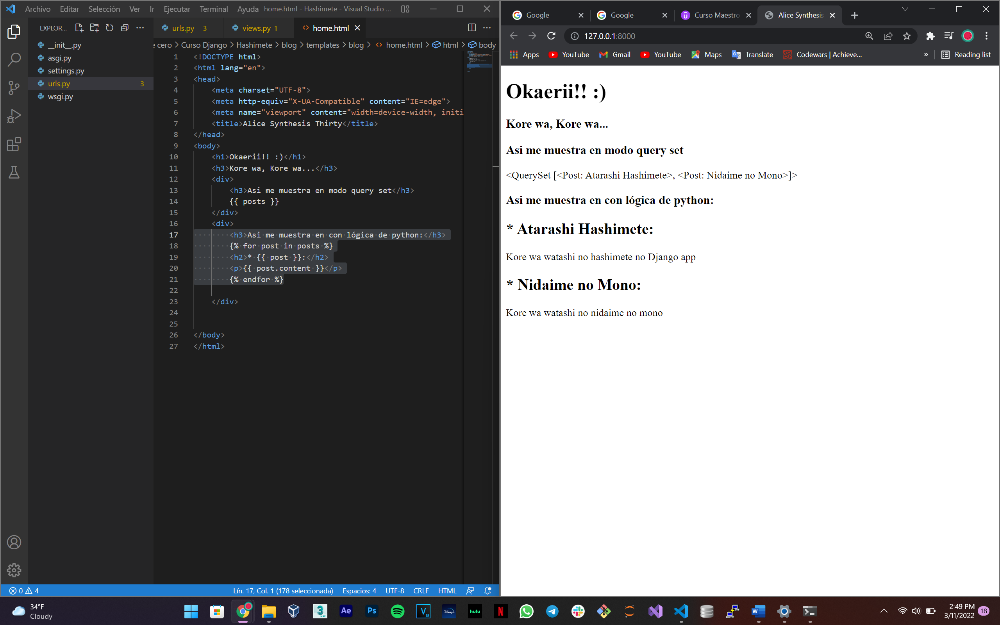 Archivo Editar Selección Ver Ir Ejecutar Terminal Ayuda home.html - Hashimete - Visual Studio ...
EXPLOR...
__init__.py
asgi.py
settings.py
urls.py 3
wsgi.py
urls.py 3 views.py 1 home.html
e cero > Curso Django > Hashimete > blog > templates > blog > home.html > html > body
1 <!DOCTYPE html>
2 <html lang="en">
3 <head>
4 <meta charset="UTF-8">
5 <meta http-equiv="X-UA-Compatible" content="IE=edge">
6 <meta name="viewport" content="width=device-width, initi
7 <title>Alice Synthesis Thirty</title>
8 </head>
9 <body>
10 <h1>Okaerii!! :)</h1>
11 <h3>Kore wa, Kore wa...</h3>
12 <div>
13 <h3>Asi me muestra en modo query set</h3>
14 {{ posts }}
15 </div>
16 <div>
17 <h3>Asi me muestra en con lógica de python:</h3>
18 {% for post in posts %}
19 <h2>* {{ post }}:</h2>
20 <p>{{ post.content }}</p>
21 {% endfor %}
22
23 </div>
24
25
26 </body>
27 </html>
0 4 Lín. 17, Col. 1 (178 seleccionada) Espacios: 4 UTF-8 CRLF HTML
Google Google Curso Maestro Alice Synthesis
127.0.0.1:8000
Apps YouTube Gmail YouTube Maps Translate Codewars | Achieve... » Reading list
Okaerii!! :)
Kore wa, Kore wa...
Asi me muestra en modo query set
<QuerySet [<Post: Atarashi Hashimete>, <Post: Nidaime no Mono>]>
Asi me muestra en con lógica de python:
* Atarashi Hashimete:
Kore wa watashi no hashimete no Django app
* Nidaime no Mono:
Kore wa watashi no nidaime no mono
34°F
Cloudy
3 MAX Ae Ps V 18 Disney+ hulu N W
2:49 PM
3/11/2022 18